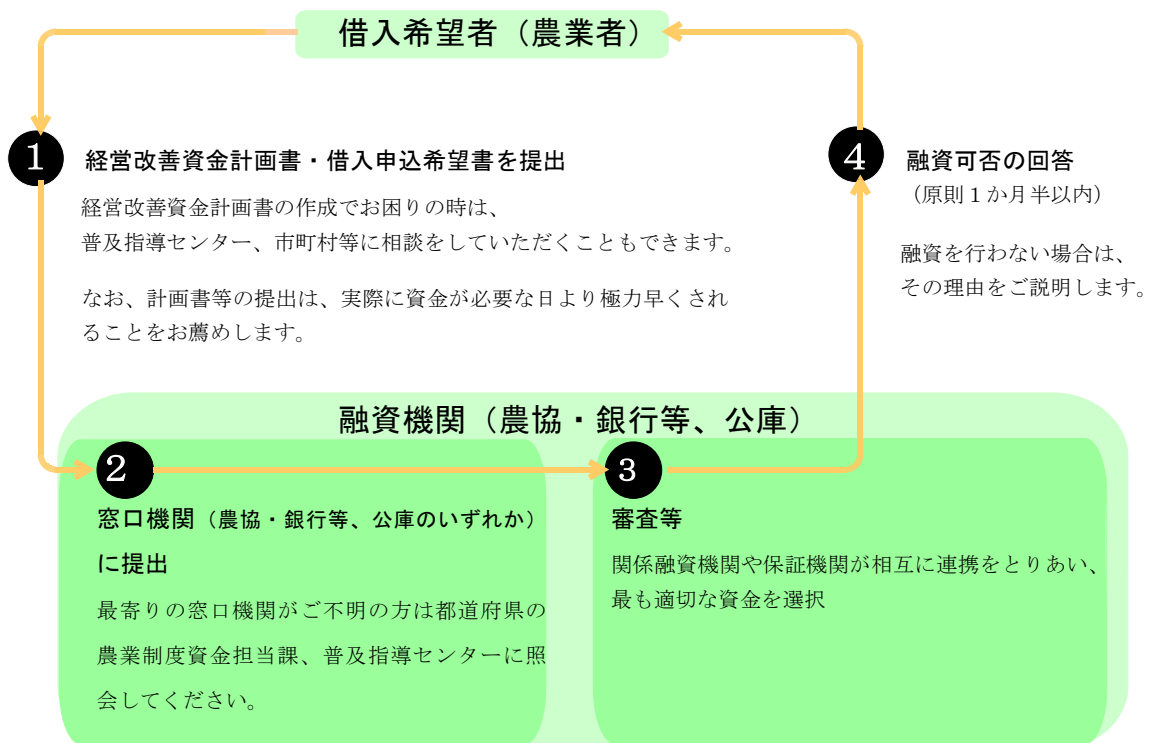 借入希望者（農業者）
1
経営改善資金計画書・借入申込希望書を提出
経営改善資金計画書の作成でお困りの時は、
普及指導センター、市町村等に相談をしていただくこともできます。
なお、計画書等の提出は、実際に資金が必要な日より極力早くされ
ることをお薦めします。
4
融資可否の回答
（原則１か月半以内）
融資を行わない場合は、
その理由をご説明します。
融資機関（農協・銀行等、公庫）
2
窓口機関（農協・銀行等、公庫のいずれか）
に提出
最寄りの窓口機関がご不明の方は都道府県の
農業制度資金担当課、普及指導センターに照
会してください。
3
審査等
関係融資機関や保証機関が相互に連携をとりあい、
最も適切な資金を選択